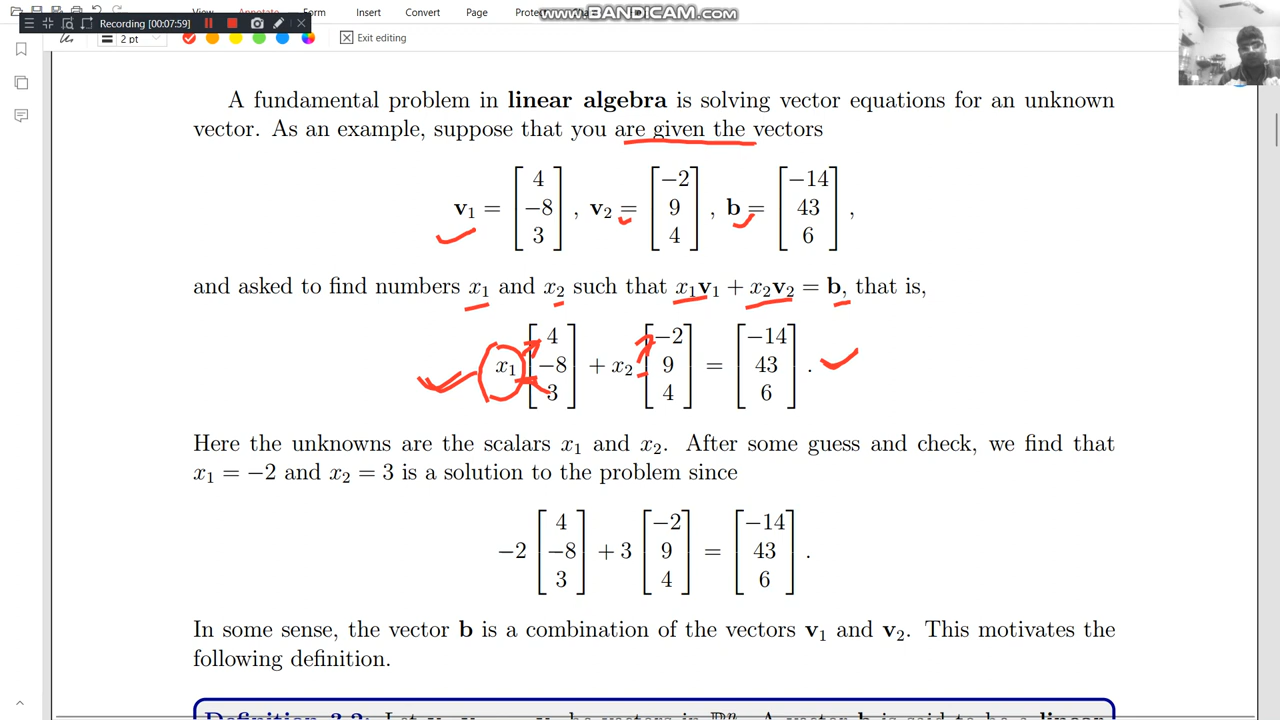 View Annotate Form Insert Convert Page
www.BANDICAM.com
Recording [00:07:59]
2 pt Exit editing
A fundamental problem in linear algebra is solving vector equations for an unknown
vector. As an example, suppose that you are given the vectors
v₁ = [4 −8 3], v₂ = [−2 9 4], b = [−14 43 6],
and asked to find numbers x₁ and x₂ such that x₁v₁ + x₂v₂ = b, that is,
x₁ [4 −8 3] + x₂ [−2 9 4] = [−14 43 6].
Here the unknowns are the scalars x₁ and x₂. After some guess and check, we find that
x₁ = −2 and x₂ = 3 is a solution to the problem since
−2 [4 −8 3] + 3 [−2 9 4] = [−14 43 6].
In some sense, the vector b is a combination of the vectors v₁ and v₂. This motivates the
following definition.